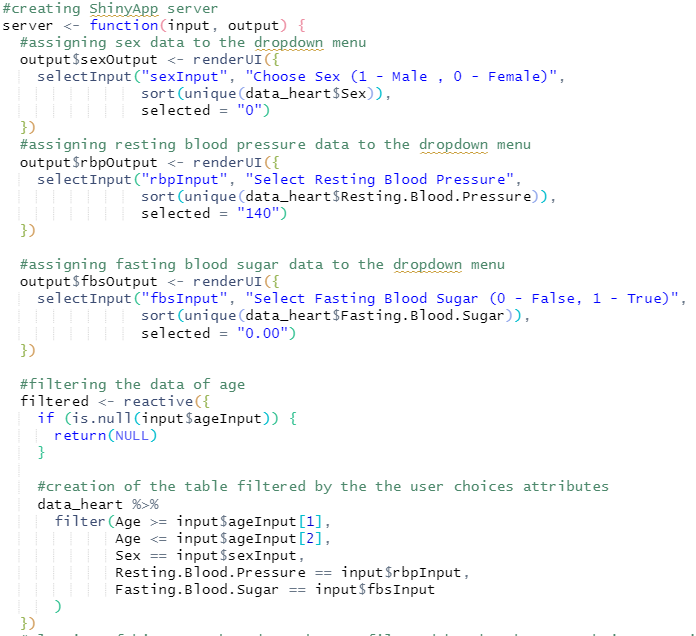 #creating ShinyApp server
server <- function(input, output) {
  #assigning sex data to the dropdown menu
  output$sexOutput <- renderUI({
    selectInput("sexInput", "Choose Sex (1 - Male , 0 - Female)",
                sort(unique(data_heart$Sex)),
                selected = "0")
  })
  #assigning resting blood pressure data to the dropdown menu
  output$rbpOutput <- renderUI({
    selectInput("rbpInput", "Select Resting Blood Pressure",
                sort(unique(data_heart$Resting.Blood.Pressure)),
                selected = "140")
  })

  #assigning fasting blood sugar data to the dropdown menu
  output$fbsOutput <- renderUI({
    selectInput("fbsInput", "Select Fasting Blood Sugar (0 - False, 1 - True)",
                sort(unique(data_heart$Fasting.Blood.Sugar)),
                selected = "0.00")
  })

  #filtering the data of age
  filtered <- reactive({
    if (is.null(input$ageInput)) {
      return(NULL)
    }

    #creation of the table filtered by the the user choices attributes
    data_heart %>%
      filter(Age >= input$ageInput[1],
             Age <= input$ageInput[2],
             Sex == input$sexInput,
             Resting.Blood.Pressure == input$rbpInput,
             Fasting.Blood.Sugar == input$fbsInput
      )
  })